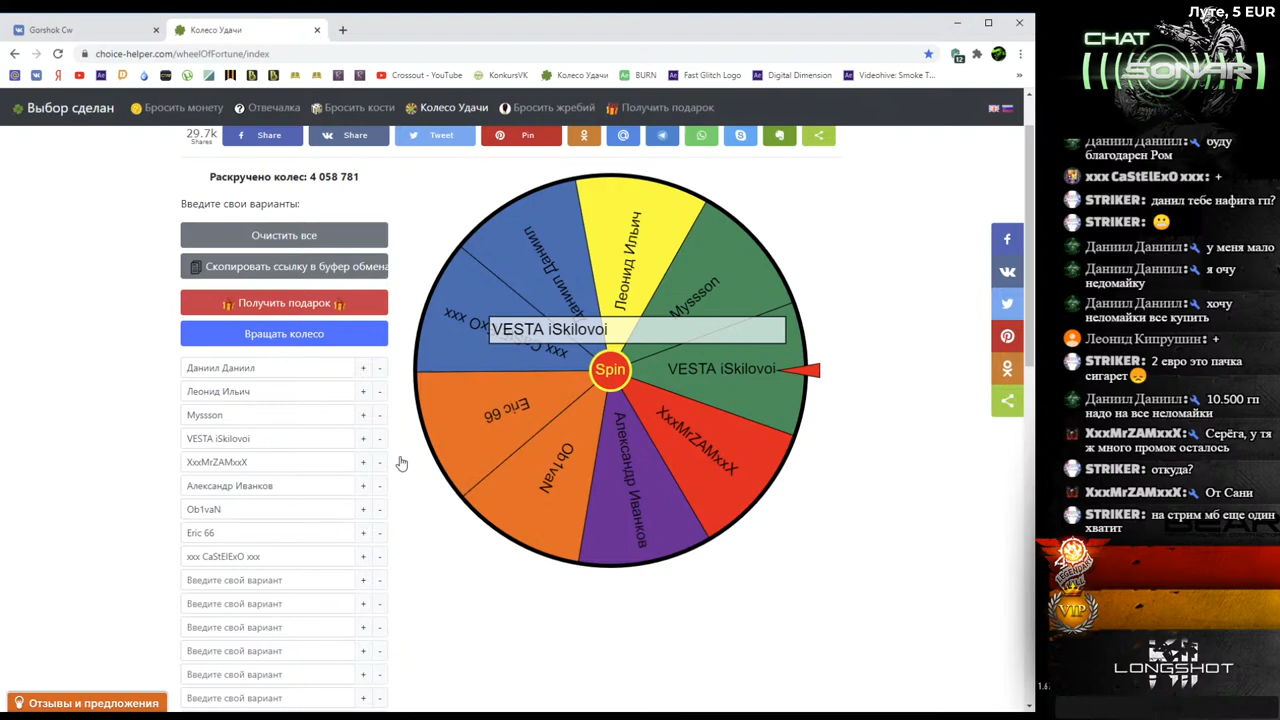 Gorshok Cw
Колесо Удачи
choice-helper.com/wheelOfFortune/index
12
Crossout - YouTube
KonkursVK
Колесо Удачи
BURN
Fast Glitch Logo
Digital Dimension
Videohive: Smoke T...
Выбор сделан
Бросить монету
Отвечалка
Бросить кости
Колесо Удачи
Бросить жребий
Получить подарок
29.7k
Shares
Share
Share
Tweet
Pin
Раскручено колес: 4 058 781
Введите свои варианты:
Очистить все
Скопировать ссылку в буфер обмена
Получить подарок
Вращать колесо
Даниил Даниил + -
Леонид Ильич + -
Myssson + -
VESTA iSkilovoi + -
XxxMrZAMxxX + -
Александр Иванков + -
Ob1vaN + -
Eric 66 + -
xxx CaStElExO xxx + -
Введите свой вариант + -
Введите свой вариант + -
Введите свой вариант + -
Введите свой вариант + -
Введите свой вариант + -
Введите свой вариант + -
Отзывы и предложения
Даниил Даниил
Леонид Ильич
Myssson
VESTA iSkilovoi
VESTA iSkilovoi
XxxMrZAMxxX
Александр Иванков
Ob1vaN
Eric 66
Spin
Луте, 5 EUR
CHAT
SONAR
Даниил Даниил: буду
благодарен Ром
xxx CaStElExO xxx: +
STRIKER: данил тебе нафига гп?
STRIKER:
Даниил Даниил: у меня мало
Даниил Даниил: я очу
недомайку
Даниил Даниил: хочу
неломайки все купить
Леонид Кипрушин: +
STRIKER: 2 евро это пачка
сигарет
Даниил Даниил: 10.500 гп
надо на все неломайки
XxxMrZAMxxX: Серёга, у тя
ж много промок осталось
STRIKER: откуда?
XxxMrZAMxxX: От Сани
STRIKER: на стрим мб еще один
хватит
LEGENDARY
VIP
LONGSHOT